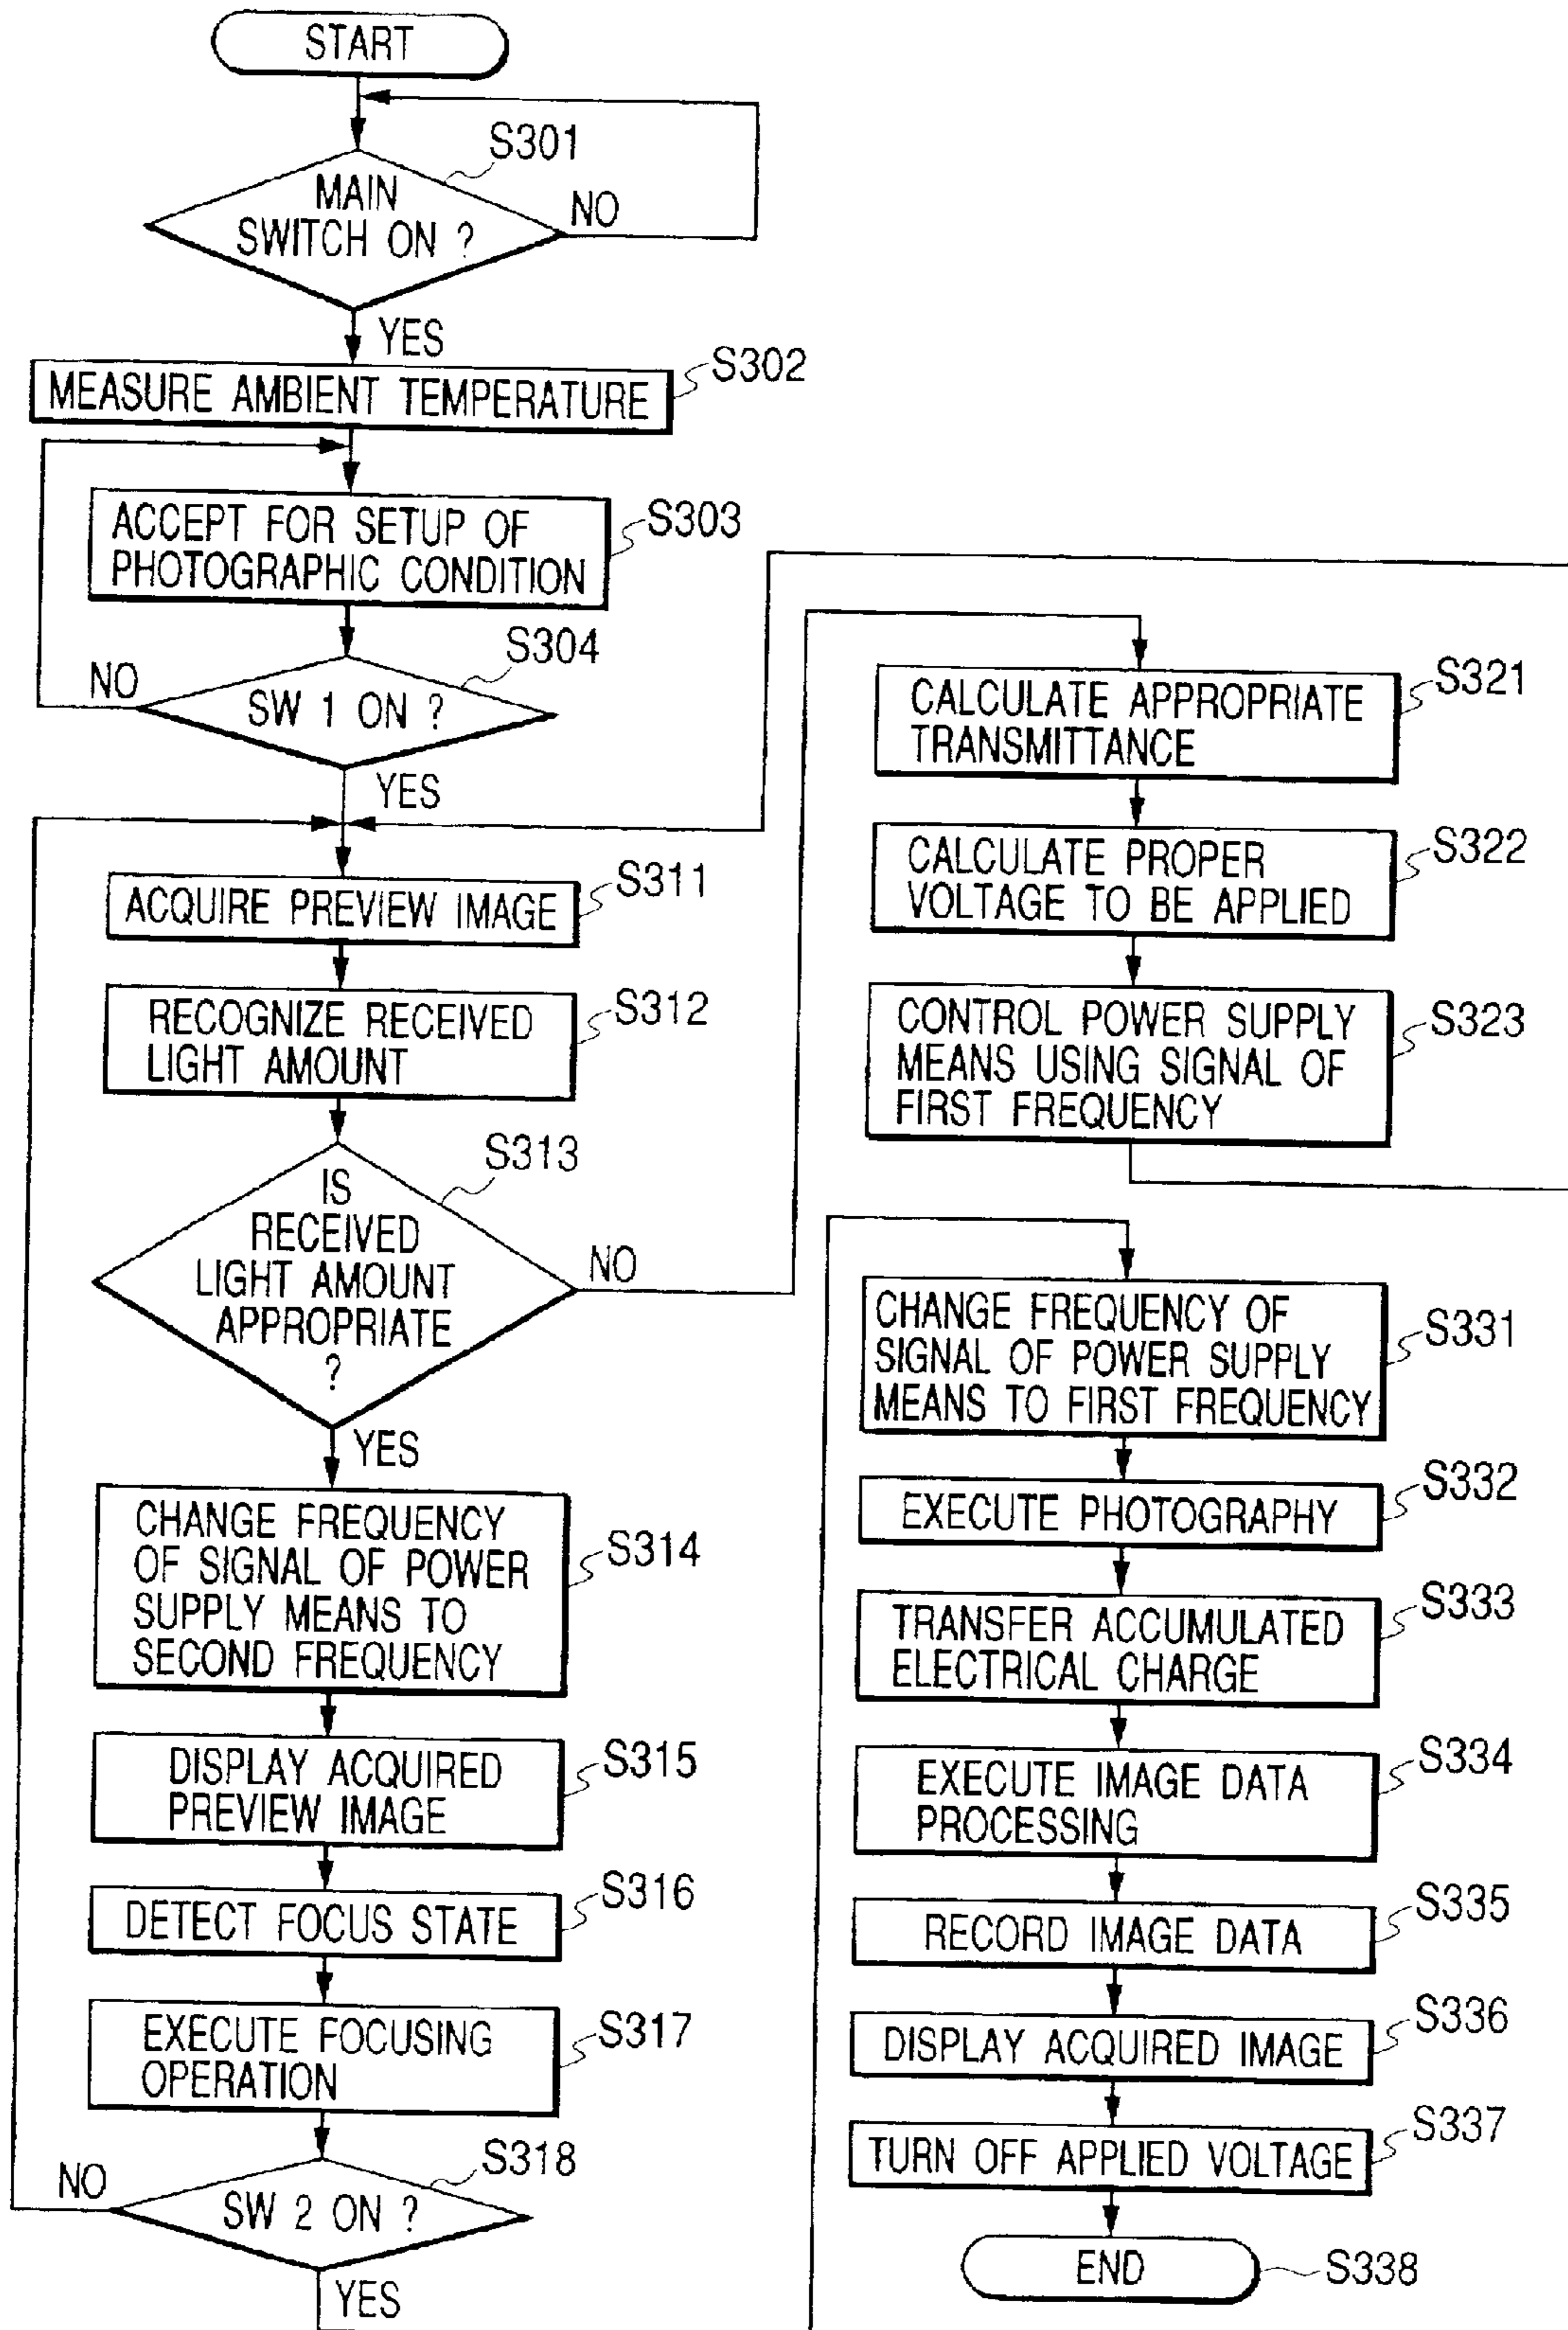 START
S301
MAIN
SWITCH ON ?
NO
YES
S302
MEASURE AMBIENT TEMPERATURE
S303
ACCEPT FOR SETUP OF
PHOTOGRAPHIC CONDITION
S304
NO
SW 1 ON ?
YES
S311
ACQUIRE PREVIEW IMAGE
S312
RECOGNIZE RECEIVED
LIGHT AMOUNT
S313
IS
RECEIVED
LIGHT AMOUNT
APPROPRIATE
?
NO
YES
S314
CHANGE FREQUENCY
OF SIGNAL OF POWER
SUPPLY MEANS TO
SECOND FREQUENCY
S315
DISPLAY ACQUIRED
PREVIEW IMAGE
S316
DETECT FOCUS STATE
S317
EXECUTE FOCUSING
OPERATION
S318
NO
SW 2 ON ?
YES
S321
CALCULATE APPROPRIATE
TRANSMITTANCE
S322
CALCULATE PROPER
VOLTAGE TO BE APPLIED
S323
CONTROL POWER SUPPLY
MEANS USING SIGNAL OF
FIRST FREQUENCY
S331
CHANGE FREQUENCY OF
SIGNAL OF POWER SUPPLY
MEANS TO FIRST FREQUENCY
S332
EXECUTE PHOTOGRAPHY
S333
TRANSFER ACCUMULATED
ELECTRICAL CHARGE
S334
EXECUTE IMAGE DATA
PROCESSING
S335
RECORD IMAGE DATA
S336
DISPLAY ACQUIRED IMAGE
S337
TURN OFF APPLIED VOLTAGE
END
S338